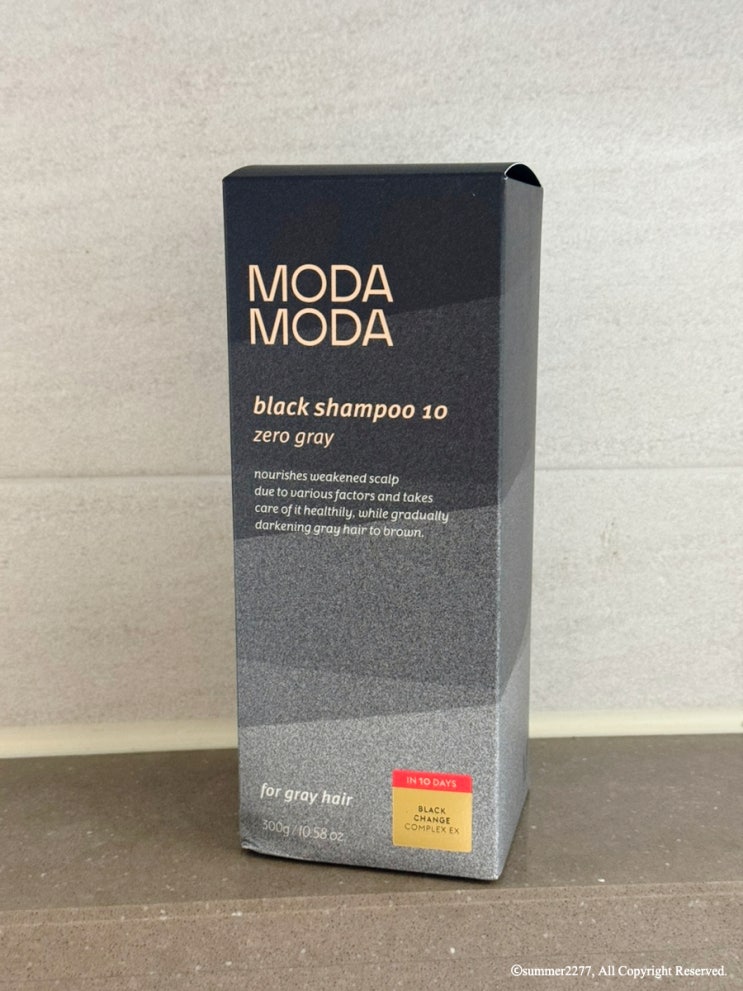 MODA
MODA
black shampoo 10
zero gray
nourishes weakened scalp
due to various factors and takes
care of it healthily, while gradually
darkening gray hair to brown.
for gray hair
300g / 10.58 oz
IN 10 DAYS
BLACK
CHANGE
COMPLEX EX
©summer2277, All Copyright Reserved.